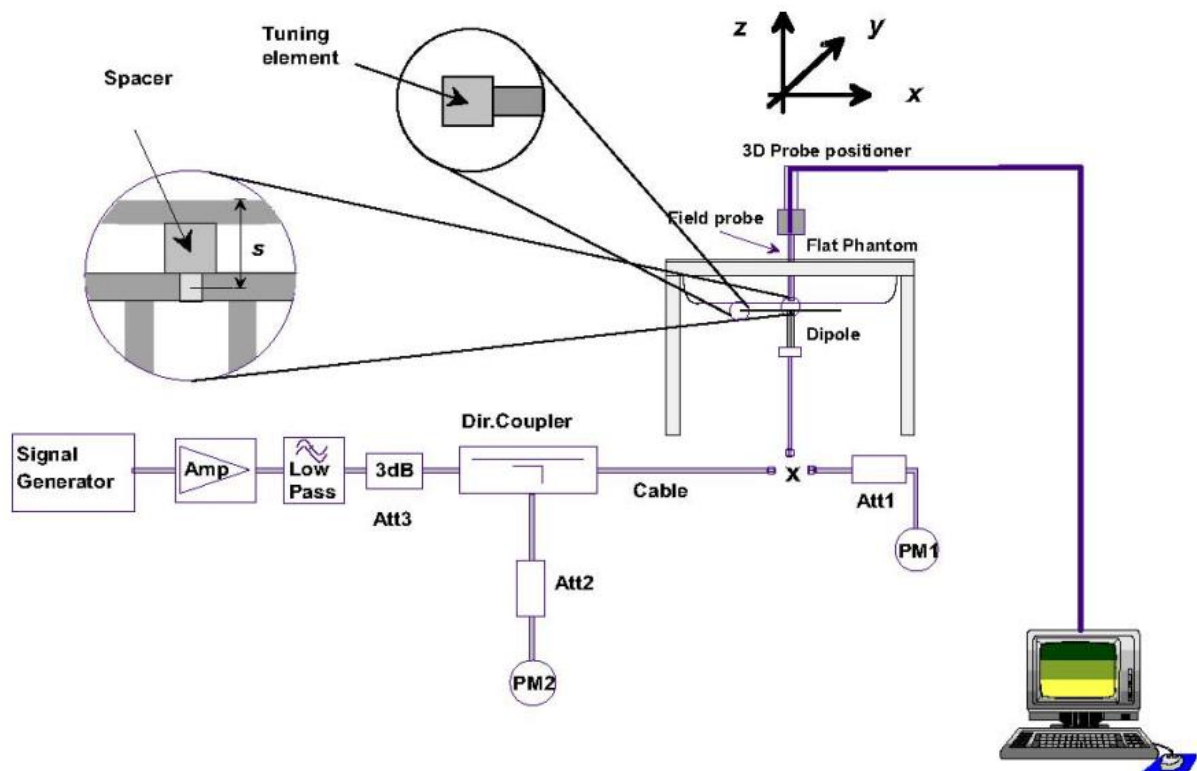 Tuning
element
Spacer
z
y
x
3D Probe positioner
Field probe
Flat Phantom
s
Dipole
Dir.Coupler
Signal
Generator
Amp
Low
Pass
3dB
Att3
Cable
X
Att1
PM1
Att2
PM2